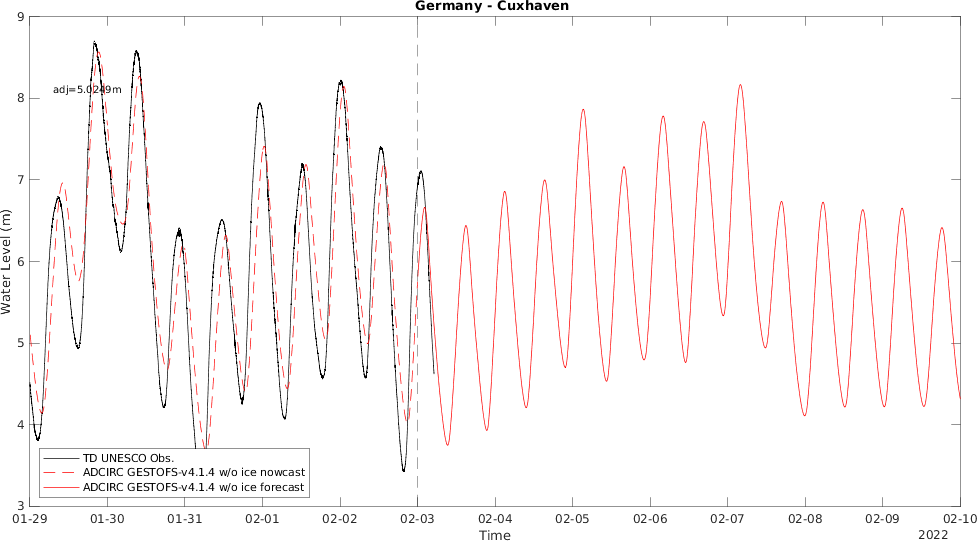 Germany - Cuxhaven
9
8
7
6
5
4
3
Water Level (m)
adj=5.0249m
TD UNESCO Obs.
ADCIRC GESTOFS-v4.1.4 w/o ice nowcast
ADCIRC GESTOFS-v4.1.4 w/o ice forecast
01-29 01-30 01-31 02-01 02-02 02-03 02-04 02-05 02-06 02-07 02-08 02-09 02-10
Time
2022